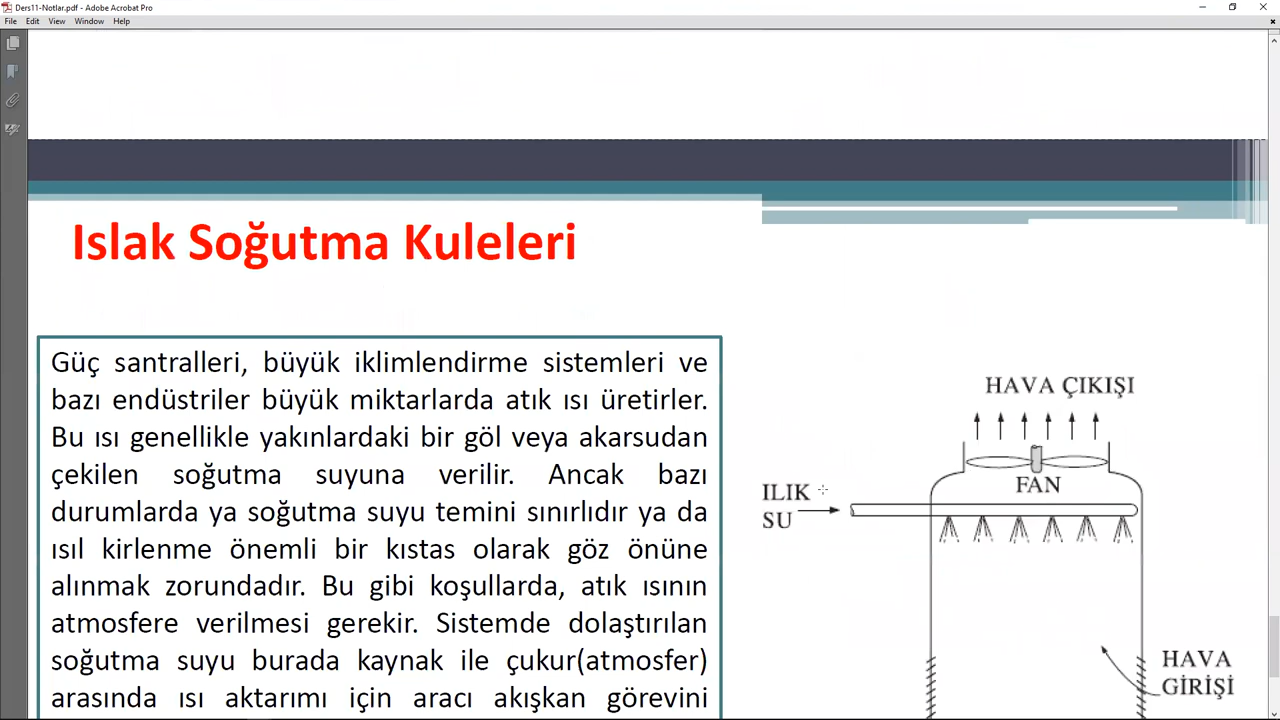 Ders11-Notlar.pdf - Adobe Acrobat Pro
File Edit View Window Help
Islak Soğutma Kuleleri
Güç santralleri, büyük iklimlendirme sistemleri ve
bazı endüstriler büyük miktarlarda atık ısı üretirler.
Bu ısı genellikle yakınlardaki bir göl veya akarsudan
çekilen soğutma suyuna verilir. Ancak bazı
durumlarda ya soğutma suyu temini sınırlıdır ya da
ısıl kirlenme önemli bir kıstas olarak göz önüne
alınmak zorundadır. Bu gibi koşullarda, atık ısının
atmosfere verilmesi gerekir. Sistemde dolaştırılan
soğutma suyu burada kaynak ile çukur(atmosfer)
arasında ısı aktarımı için aracı akışkan görevini
HAVA ÇIKIŞI
FAN
ILIK
SU
HAVA
GİRİŞİ